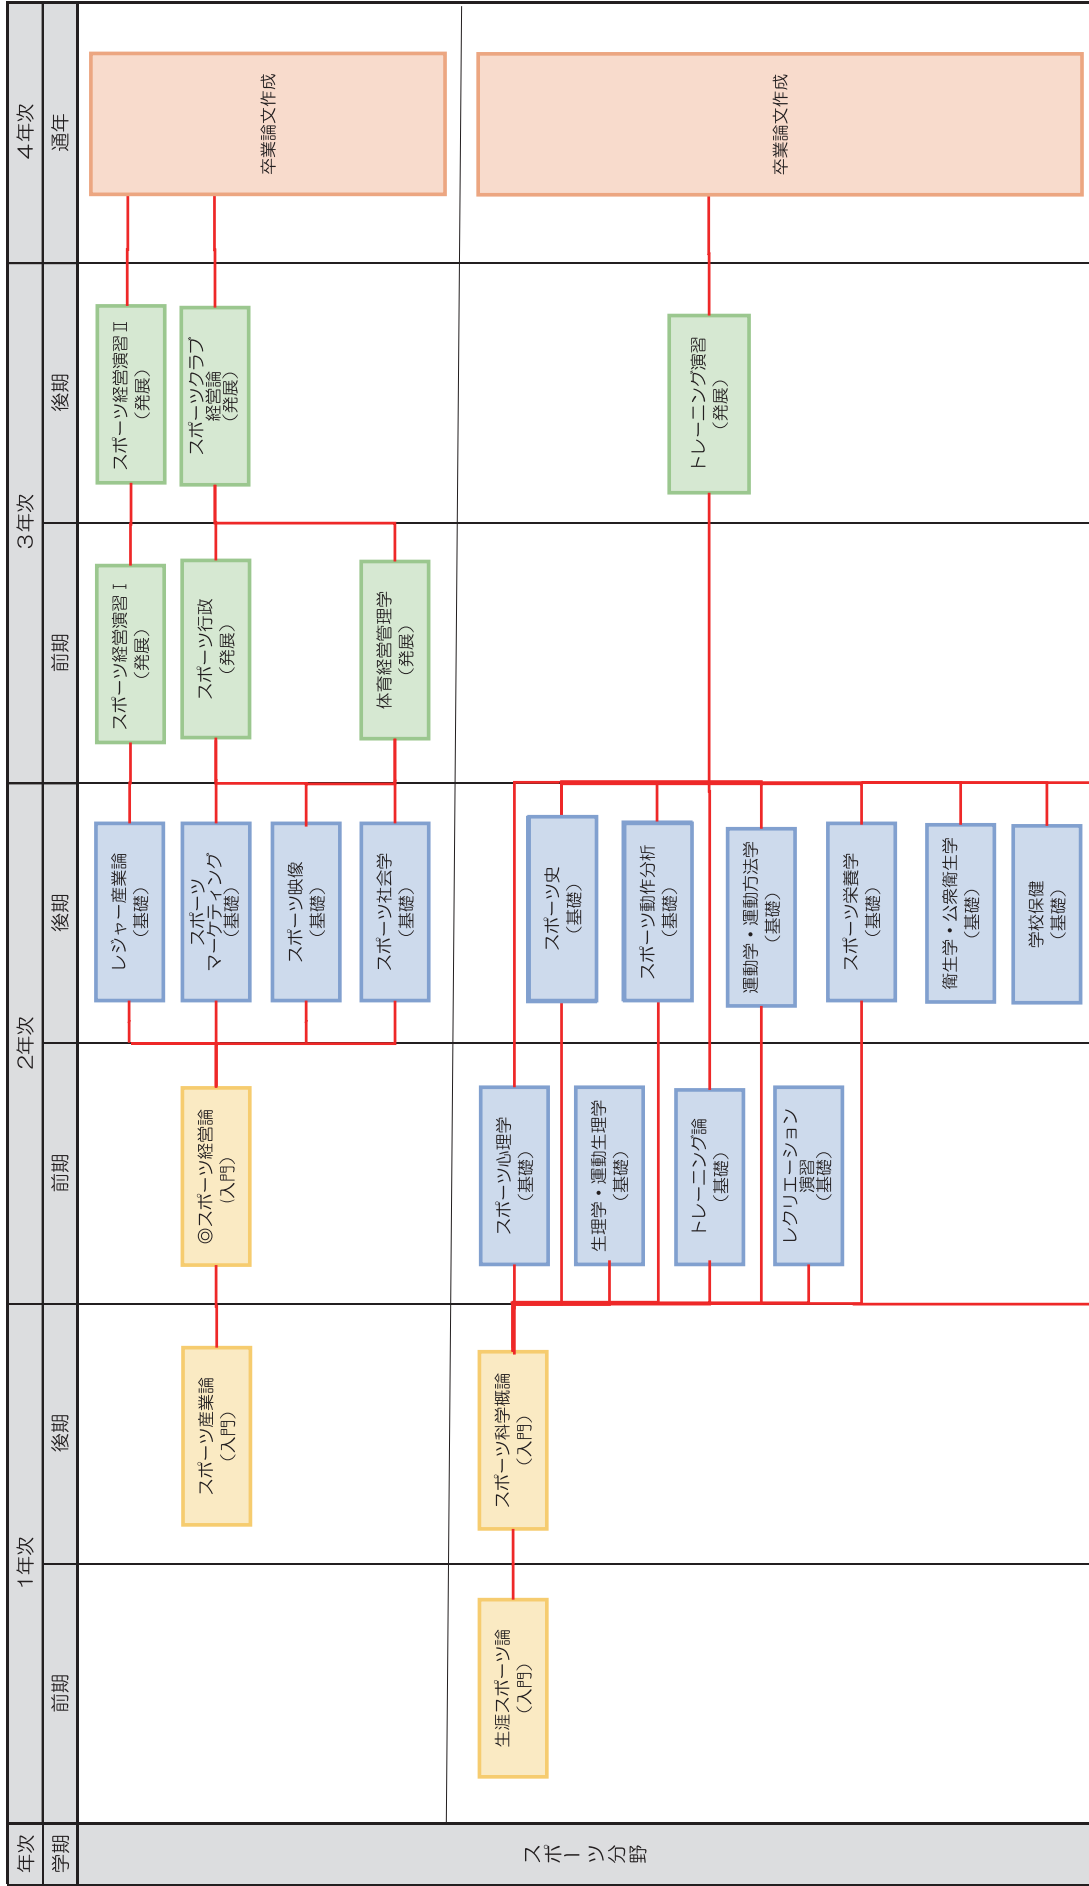 年次
1年次
2年次
3年次
4年次
学期
前期
後期
前期
後期
前期
後期
通年
スポーツ分野
スポーツ産業論
（入門）
◎スポーツ経営論
（入門）
レジャー産業論
（基礎）
スポーツ
マーケティング
（基礎）
スポーツ映像
（基礎）
スポーツ社会学
（基礎）
スポーツ経営演習Ⅰ
（発展）
スポーツ行政
（発展）
体育経営管理学
（発展）
スポーツ経営演習Ⅱ
（発展）
スポーツクラブ
経営論
（発展）
卒業論文作成
生涯スポーツ論
（入門）
スポーツ科学概論
（入門）
スポーツ心理学
（基礎）
生理学・運動生理学
（基礎）
トレーニング論
（基礎）
レクリエーション
演習
（基礎）
スポーツ史
（基礎）
スポーツ動作分析
（基礎）
運動学・運動方法学
（基礎）
スポーツ栄養学
（基礎）
衛生学・公衆衛生学
（基礎）
学校保健
（基礎）
トレーニング演習
（発展）
卒業論文作成